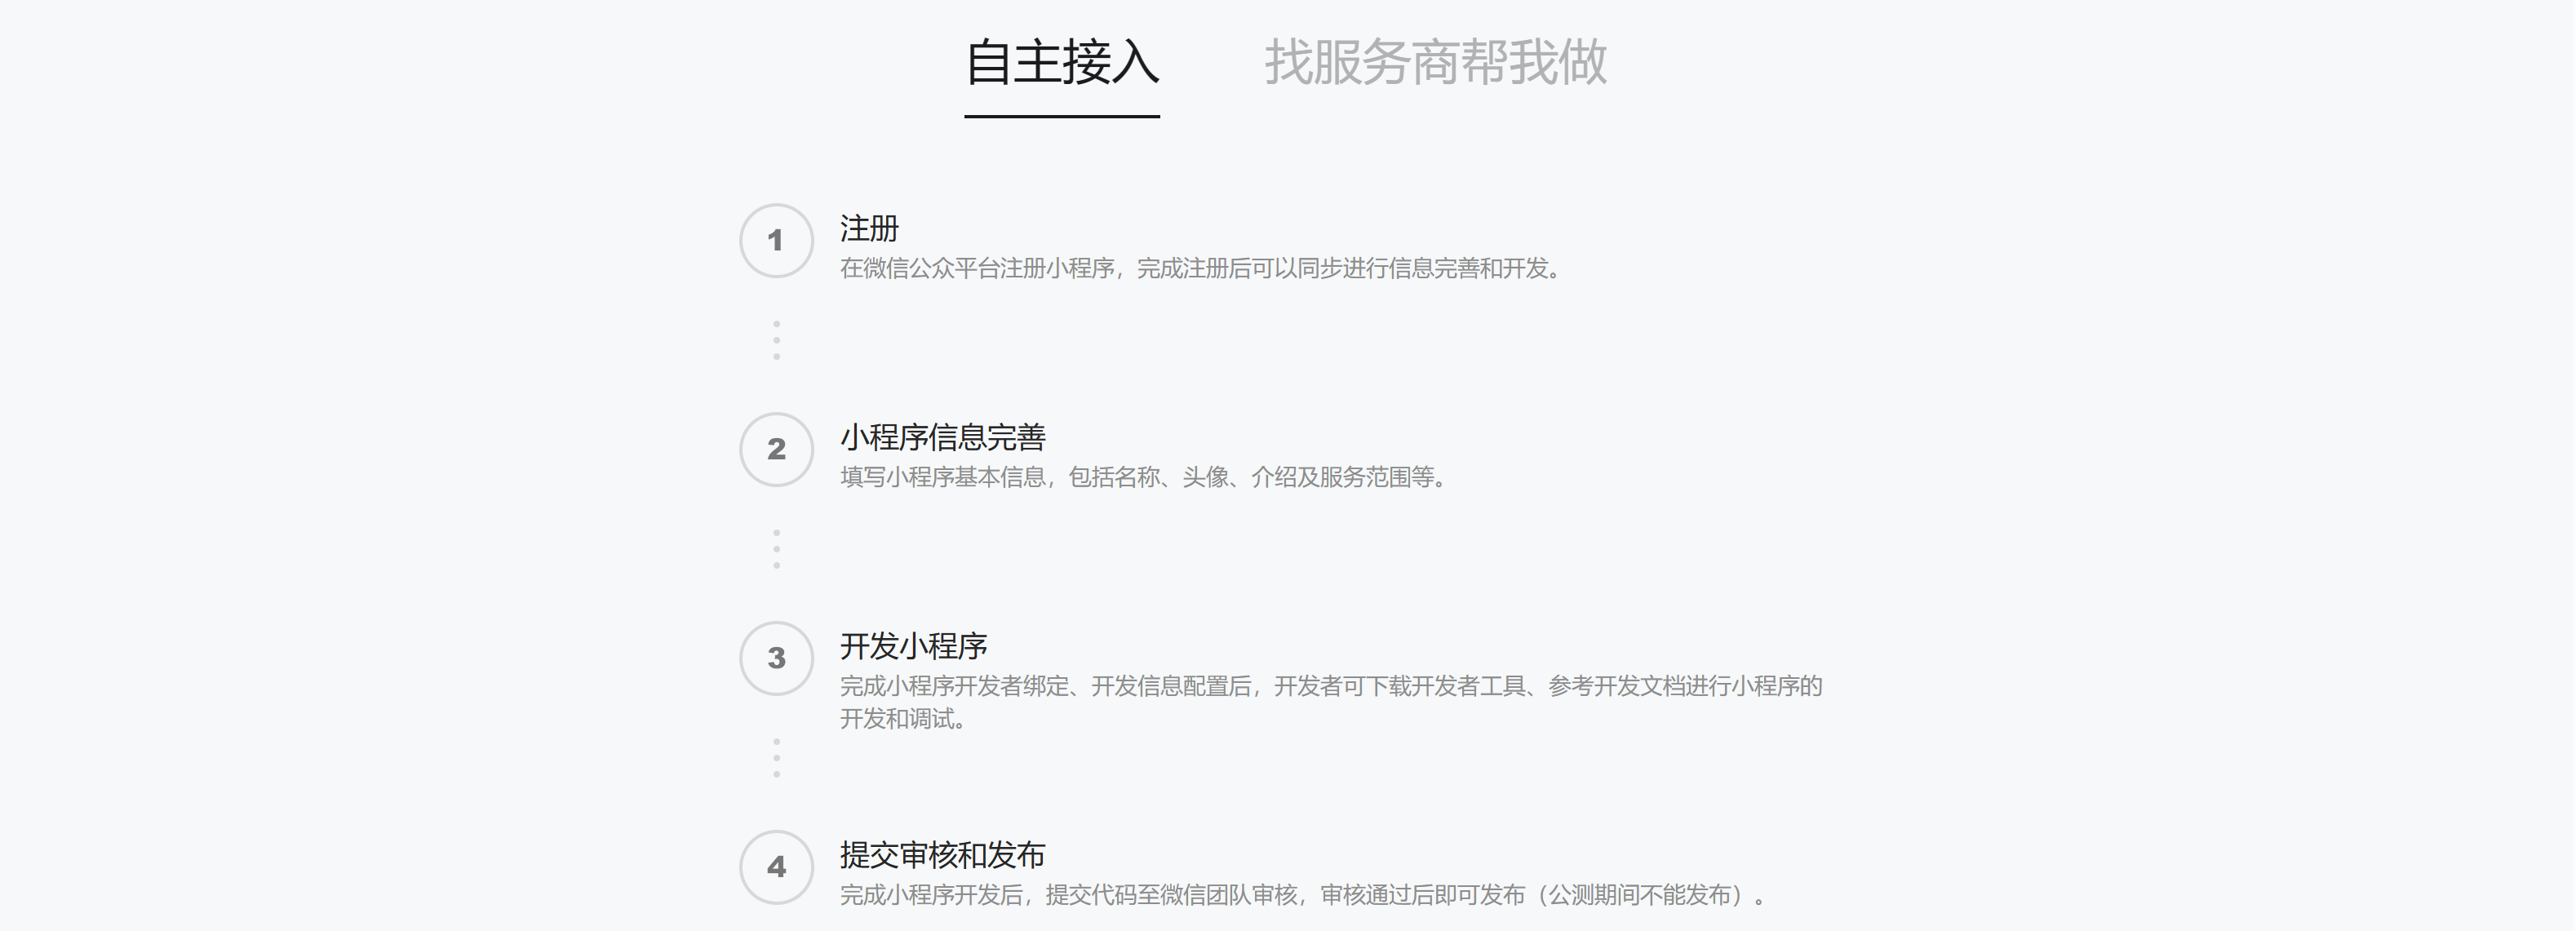 自主接入 找服务商帮我做
1 注册
在微信公众平台注册小程序，完成注册后可以同步进行信息完善和开发。
2 小程序信息完善
填写小程序基本信息，包括名称、头像、介绍及服务范围等。
3 开发小程序
完成小程序开发者绑定、开发信息配置后，开发者可下载开发者工具、参考开发文档进行小程序的
开发和调试。
4 提交审核和发布
完成小程序开发后，提交代码至微信团队审核，审核通过后即可发布（公测期间不能发布）。